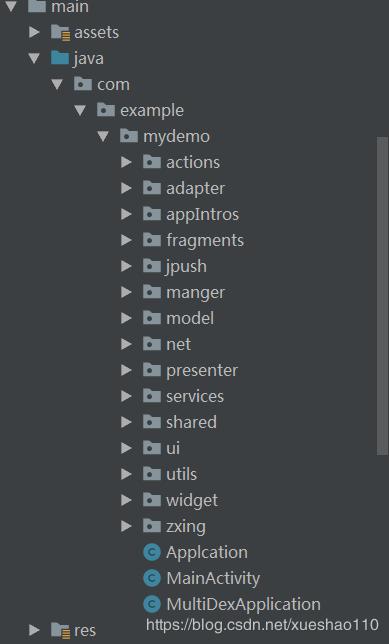 main
assets
java
com
example
mydemo
actions
adapter
appIntros
fragments
jpush
manger
model
net
presenter
services
shared
ui
utils
widget
zxing
Applcation
MainActivity
MultiDexApplication
https://blog.csdn.net/xueshao110
res